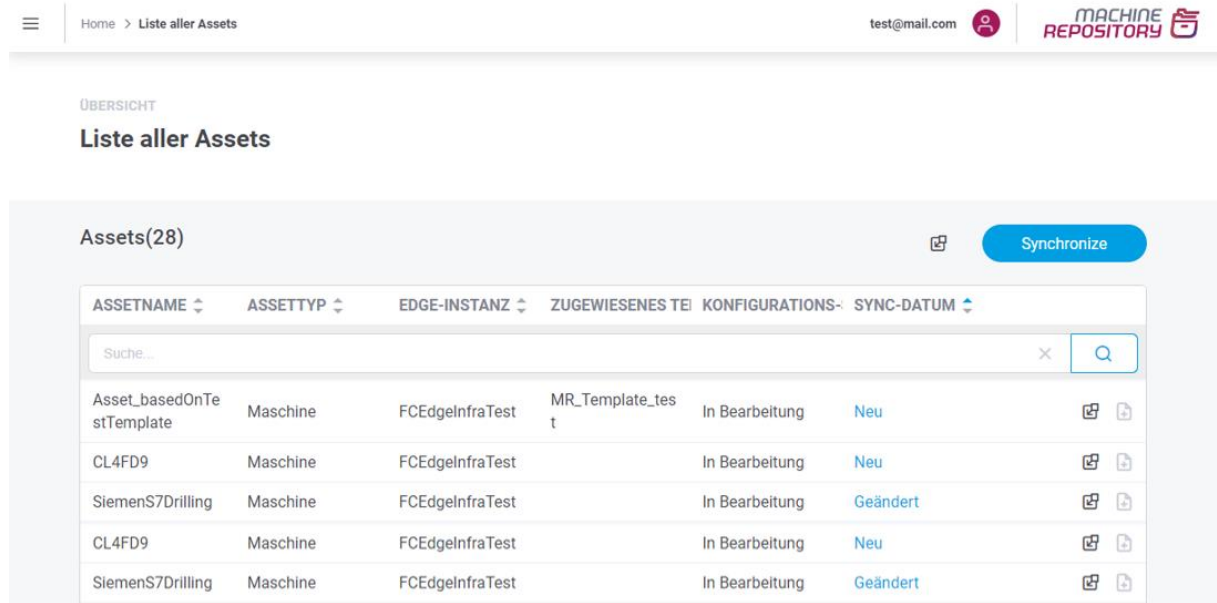 Home > Liste aller Assets
test@mail.com
MACHINE
REPOSITORY
ÜBERSICHT
Liste aller Assets
Assets(28)
Synchronize
ASSETNAME ASSETTYP EDGE-INSTANZ ZUGEWIESENES TEI KONFIGURATIONS- SYNC-DATUM
Suche...
Asset_basedOnTe
stTemplate
Maschine FCEdgeInfraTest
MR_Template_tes
t
In Bearbeitung Neu
CL4FD9 Maschine FCEdgeInfraTest In Bearbeitung Neu
SiemenS7Drilling Maschine FCEdgeInfraTest In Bearbeitung Geändert
CL4FD9 Maschine FCEdgeInfraTest In Bearbeitung Neu
SiemenS7Drilling Maschine FCEdgeInfraTest In Bearbeitung Geändert